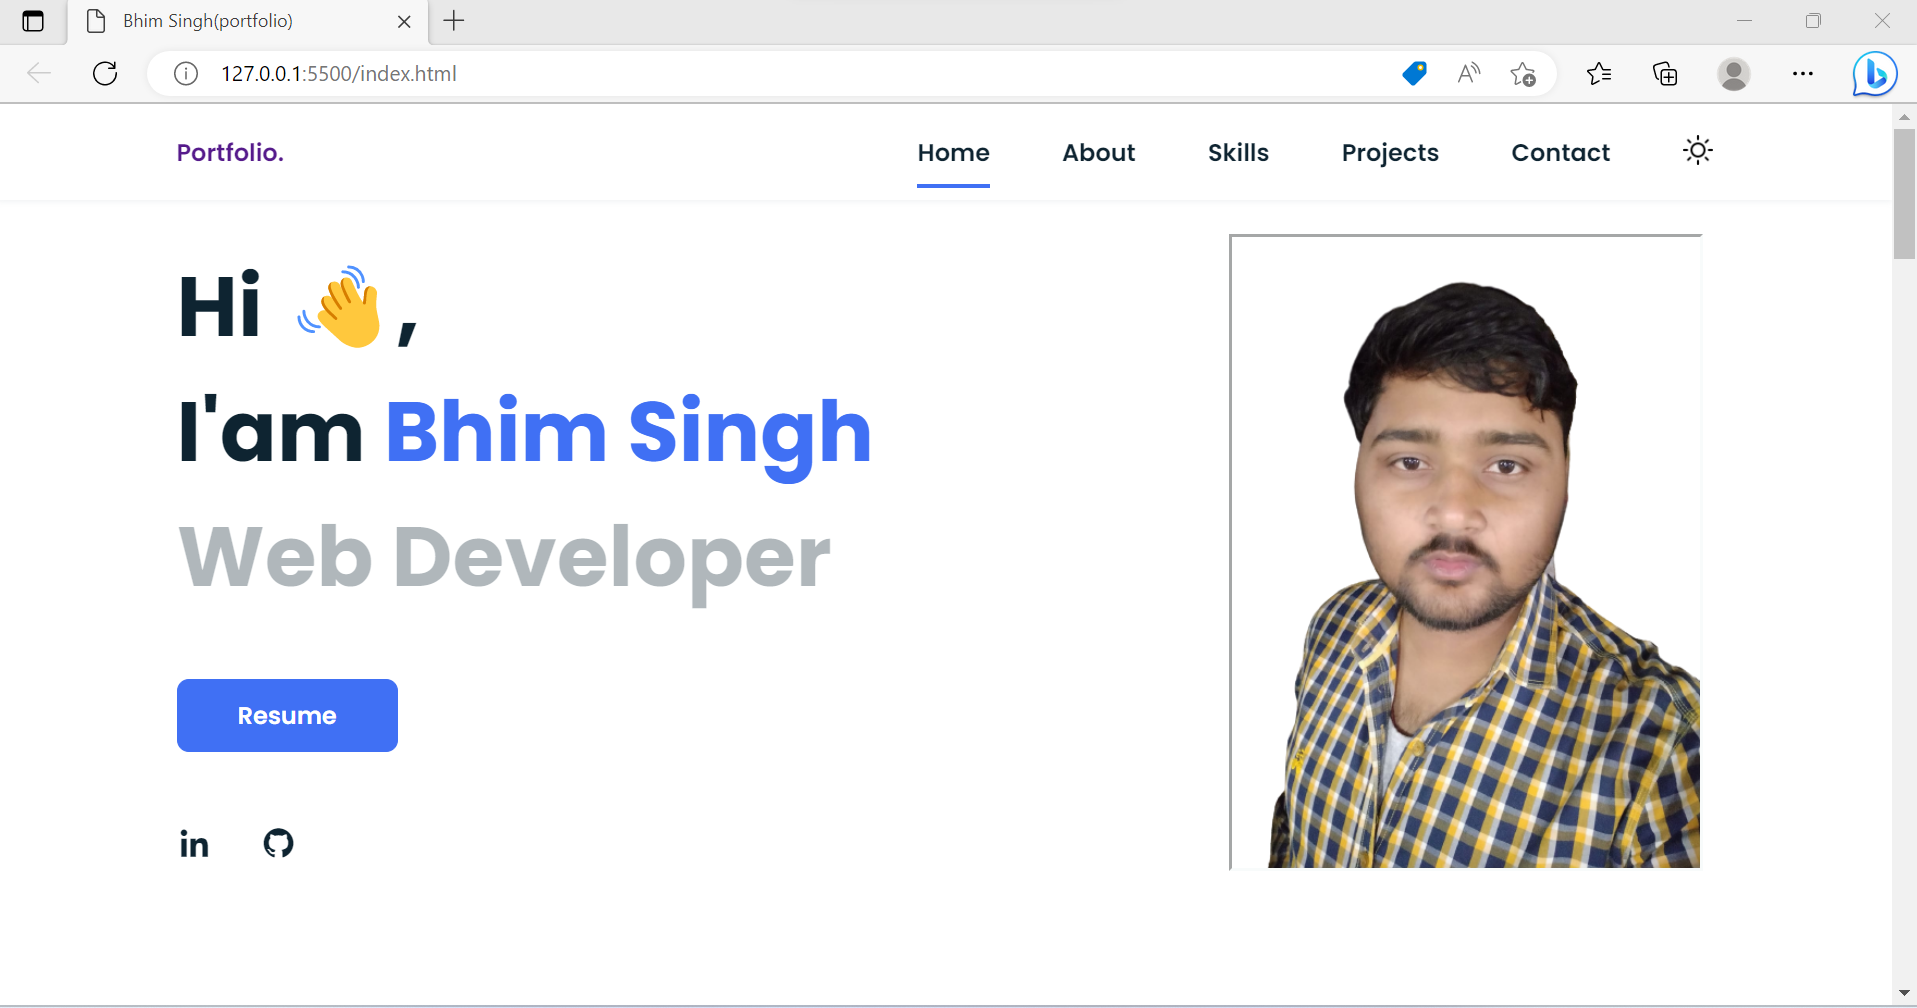 Bhim Singh(portfolio)
127.0.0.1:5500/index.html
Portfolio.
Home About Skills Projects Contact
Hi 👋,
I'am Bhim Singh
Web Developer
Resume
in